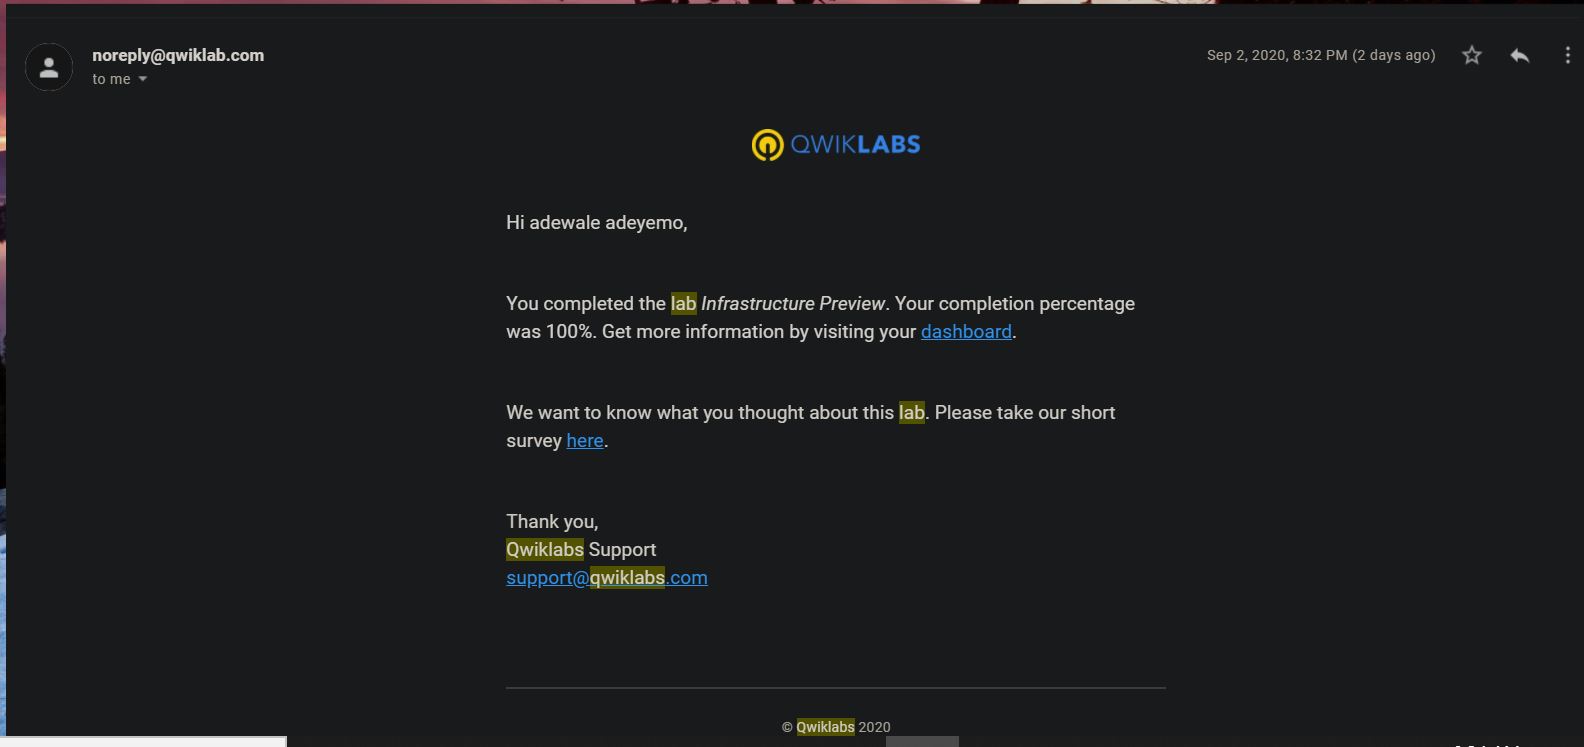 noreply@qwiklab.com
Sep 2, 2020, 8:32 PM (2 days ago)
to me
QWIKLABS
Hi adewale adeyemo,
You completed the lab Infrastructure Preview. Your completion percentage
was 100%. Get more information by visiting your dashboard.
We want to know what you thought about this lab. Please take our short
survey here.
Thank you,
Qwiklabs Support
support@qwiklabs.com
© Qwiklabs 2020